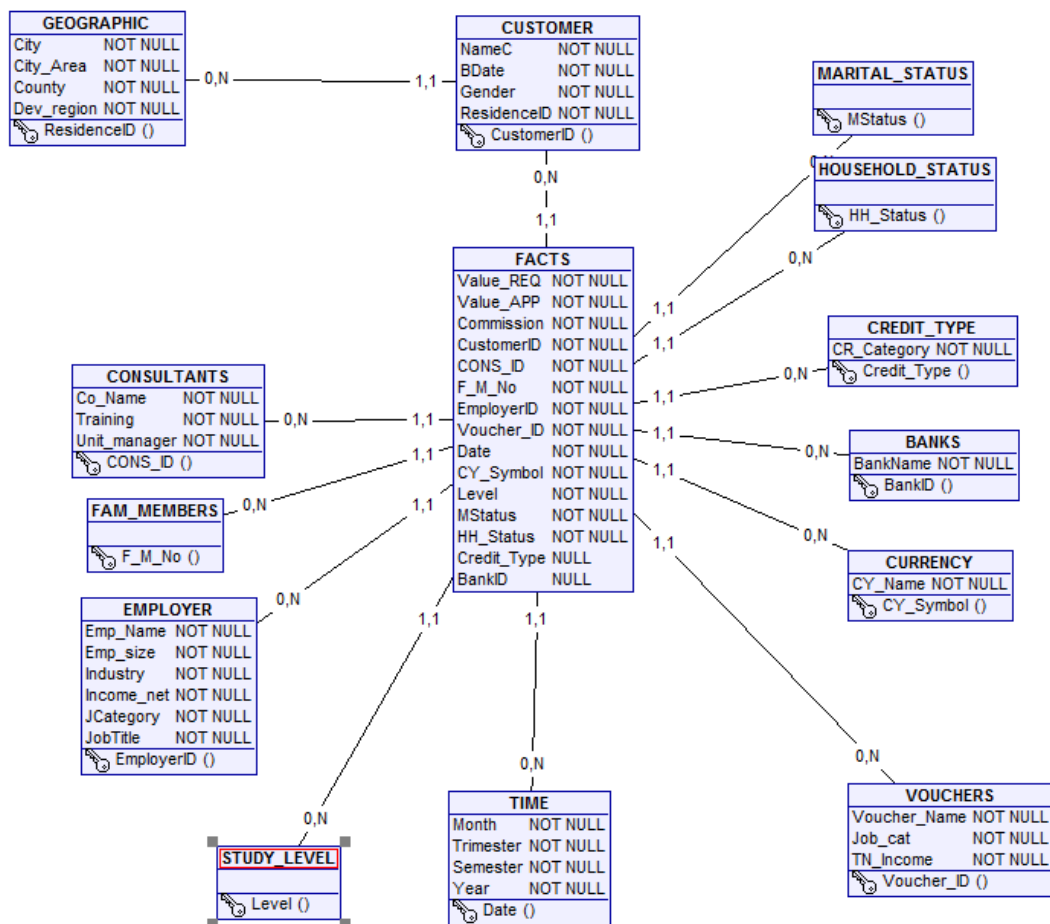 GEOGRAPHIC
City NOT NULL
City_Area NOT NULL
County NOT NULL
Dev_region NOT NULL
ResidenceID ()
0,N
1,1
CUSTOMER
NameC NOT NULL
BDate NOT NULL
Gender NOT NULL
ResidenceID NOT NULL
CustomerID ()
0,N
1,1
MARITAL_STATUS
MStatus ()
0,N
HOUSEHOLD_STATUS
HH_Status ()
0,N
1,1
1,1
FACTS
Value_REQ NOT NULL
Value_APP NOT NULL
Commission NOT NULL
CustomerID NOT NULL
CONS_ID NOT NULL
F_M_No NOT NULL
EmployerID NOT NULL
Voucher_ID NOT NULL
Date NOT NULL
CY_Symbol NOT NULL
Level NOT NULL
MStatus NOT NULL
HH_Status NOT NULL
Credit_Type NULL
BankID NULL
CREDIT_TYPE
CR_Category NOT NULL
Credit_Type ()
0,N
1,1
CONSULTANTS
Co_Name NOT NULL
Training NOT NULL
Unit_manager NOT NULL
CONS_ID ()
0,N
1,1
BANKS
BankName NOT NULL
BankID ()
0,N
1,1
FAM_MEMBERS
F_M_No ()
0,N
1,1
CURRENCY
CY_Name NOT NULL
CY_Symbol ()
0,N
1,1
EMPLOYER
Emp_Name NOT NULL
Emp_size NOT NULL
Industry NOT NULL
Income_net NOT NULL
JCategory NOT NULL
JobTitle NOT NULL
EmployerID ()
0,N
1,1
1,1
1,1
1,1
0,N
STUDY_LEVEL
Level ()
0,N
TIME
Month NOT NULL
Trimester NOT NULL
Semester NOT NULL
Year NOT NULL
Date ()
0,N
VOUCHERS
Voucher_Name NOT NULL
Job_cat NOT NULL
TN_Income NOT NULL
Voucher_ID ()